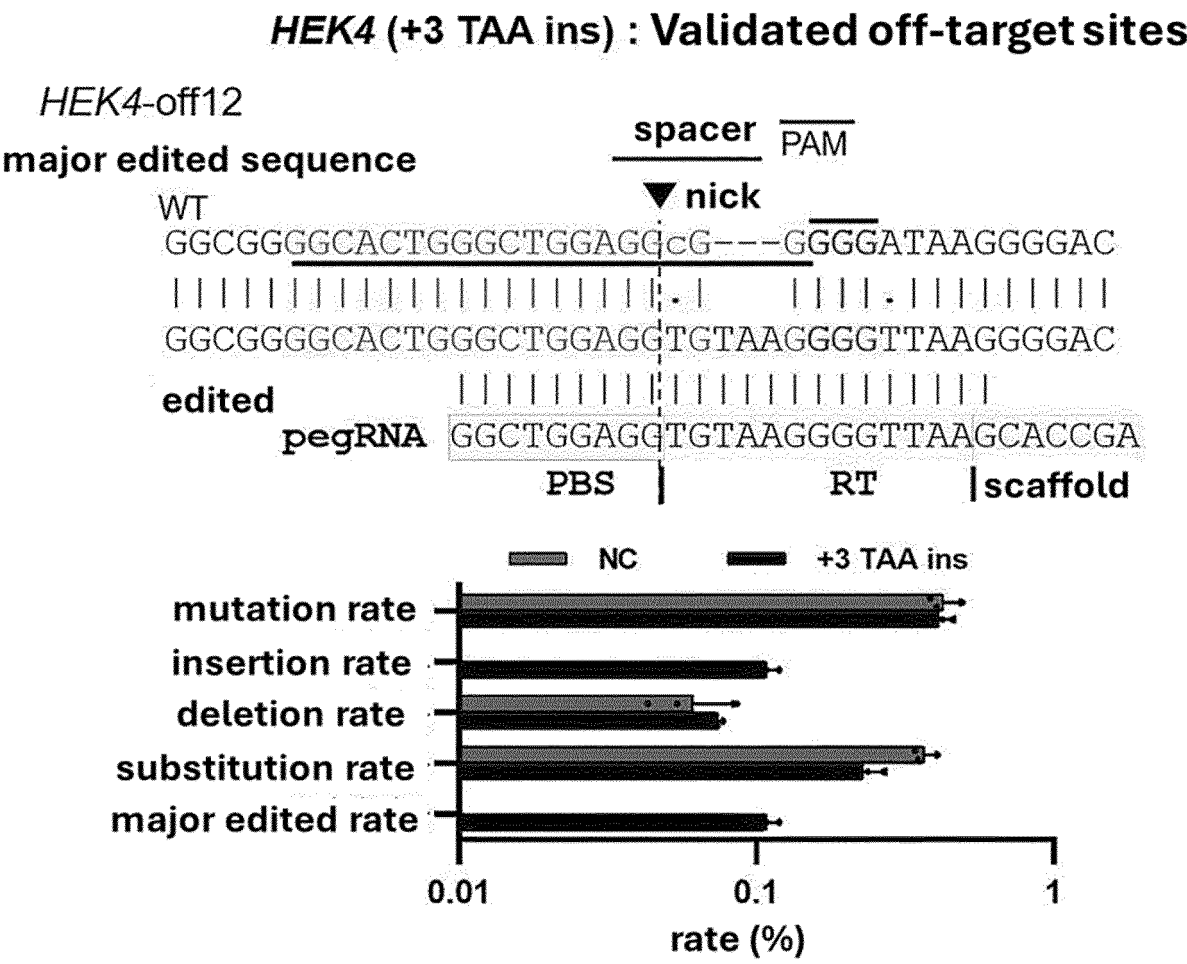 HEK4 (+3 TAA ins) : Validated off-target sites
HEK4-off12
spacer PAM
major edited sequence
nick
WT
GGCGGGGCACTGGGCTGGAGGcG---GGGGATAAGGGGAC
GGCGGGGCACTGGGCTGGAGGTGTAAGGGGTTAAGGGGAC
edited
pegRNA GGCTGGAGGTGTAAGGGGTTAAGCACCGA
PBS RT scaffold
NC +3 TAA ins
mutation rate
insertion rate
deletion rate
substitution rate
major edited rate
0.01 0.1 1
rate (%)